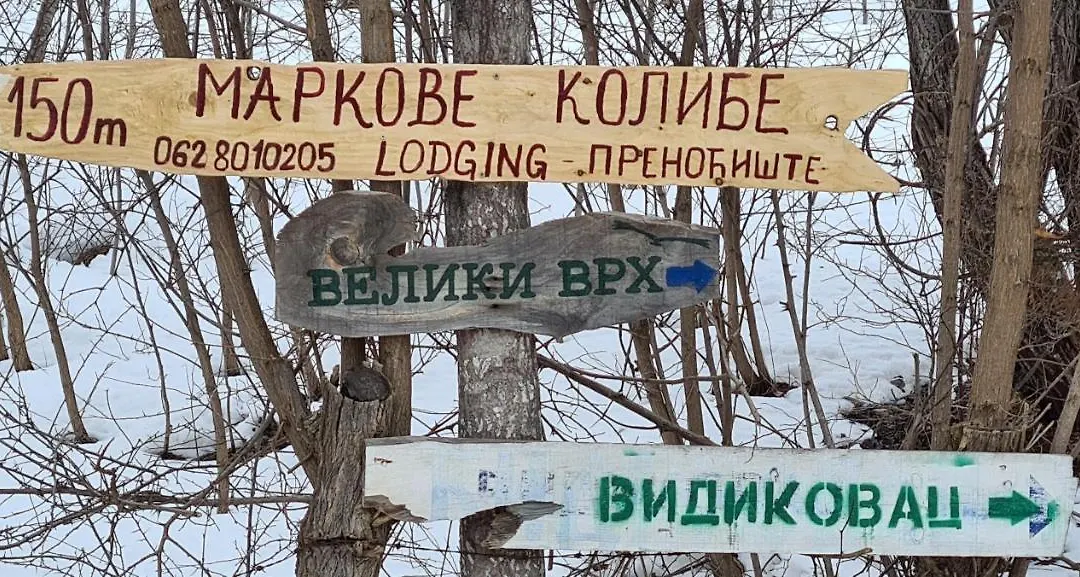 150m МАРКОВЕ КОЛИБЕ
062 8010205 LODGING - ПРЕНОЋИШТЕ
ВЕЛИКИ ВРХ
ВИДИКОВАЦ